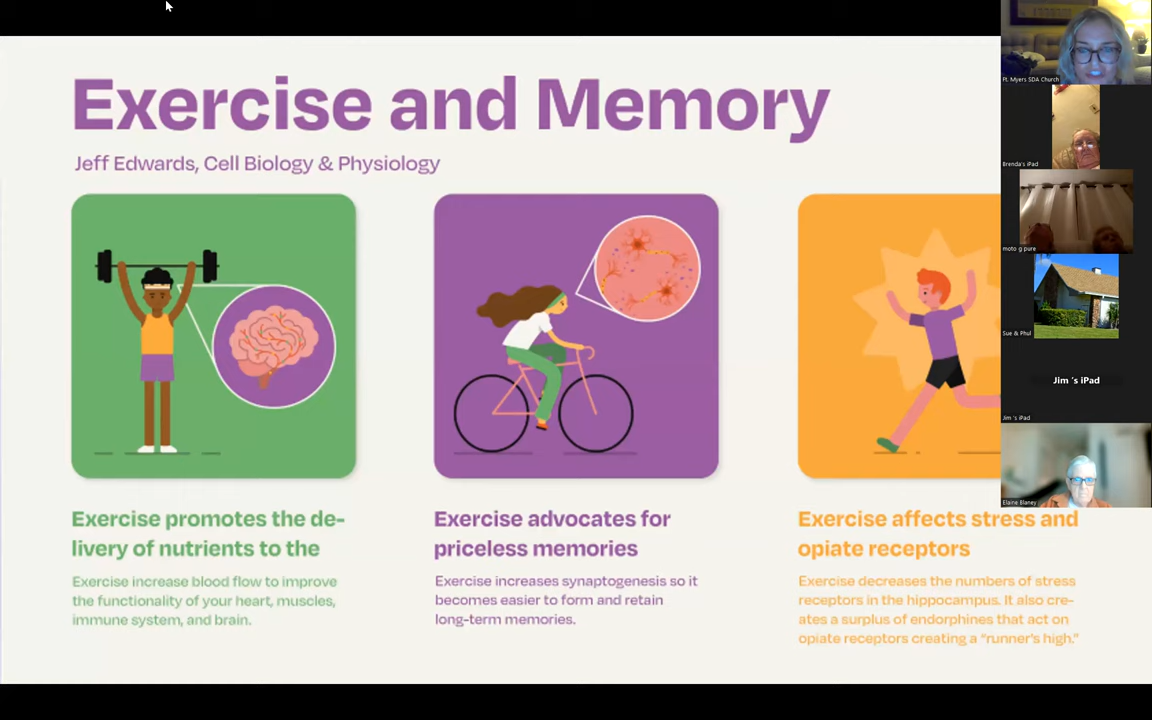 Exercise and Memory
Jeff Edwards, Cell Biology & Physiology
Exercise promotes the de-
livery of nutrients to the
Exercise increase blood flow to improve
the functionality of your heart, muscles,
immune system, and brain.
Exercise advocates for
priceless memories
Exercise increases synaptogenesis so it
becomes easier to form and retain
long-term memories.
Exercise affects stress and
opiate receptors
Exercise decreases the numbers of stress
receptors in the hippocampus. It also cre-
ates a surplus of endorphines that act on
opiate receptors creating a “runner’s high.”
Ft. Myers SDA Church
Brenda's iPad
moto g pure
Sue & Phul
Jim 's iPad
Jim 's iPad
Elaine Blaney